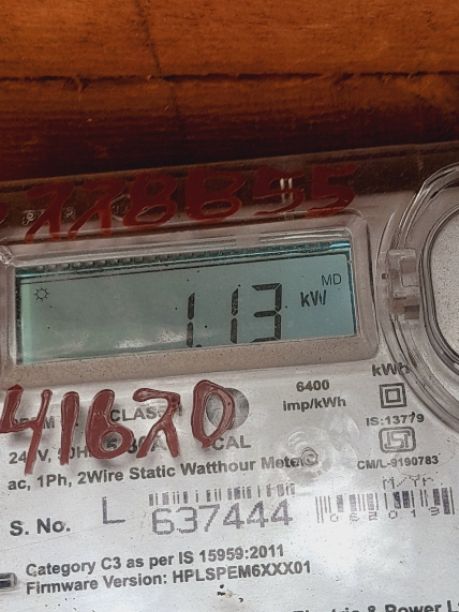 MD
1.13 kW
41670
6400
imp/kWh
kWh
IS:13779
CM/L-9190783
ac, 1Ph, 2Wire Static Watthour Meter
M/Yr.
S. No. L 637444
062019
Category C3 as per IS 15959:2011
Firmware Version: HPLSPEM6XXX01